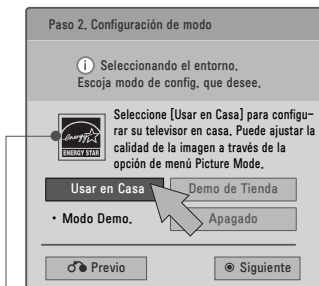 Paso 2. Configuración de modo
i Seleccionando el entorno.
Escoja modo de config. que desee.
energy
ENERGY STAR
Seleccione [Usar en Casa] para configu-
rar su televisor en casa. Puede ajustar la
calidad de la imagen a través de la
opción de menú Picture Mode.
Usar en Casa
Demo de Tienda
• Modo Demo.
Apagado
Previo
Siguiente